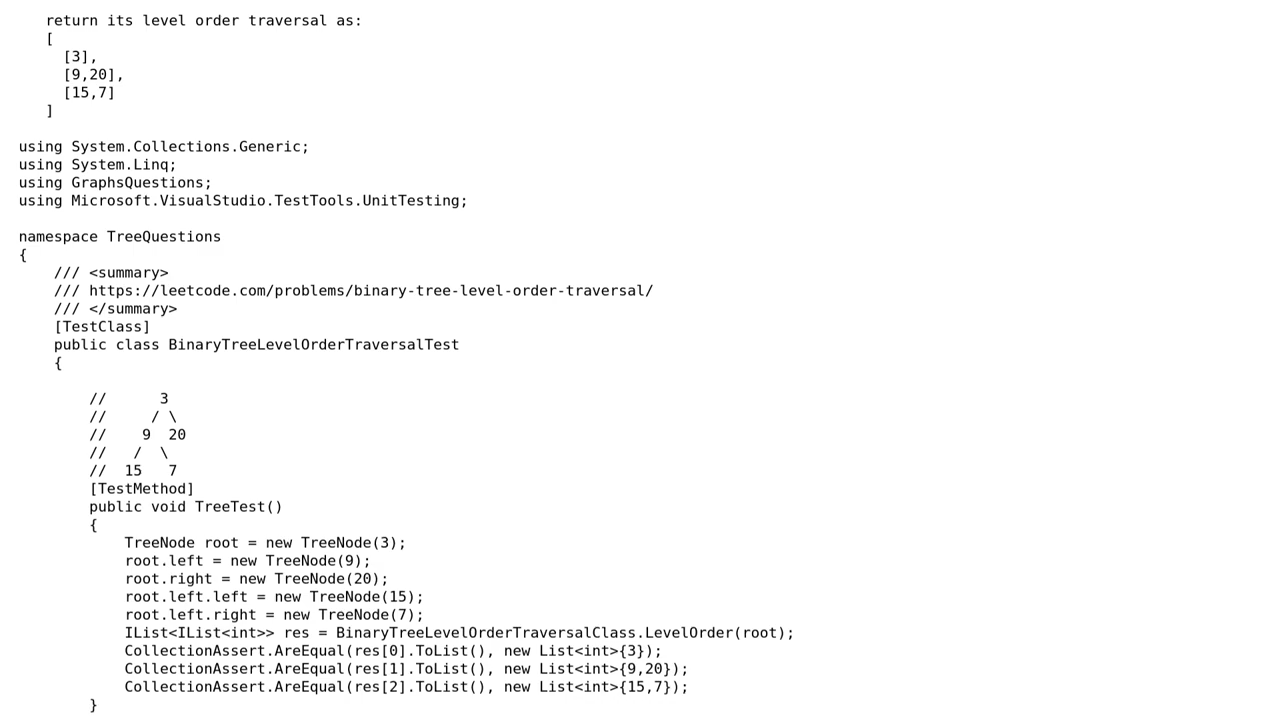 return its level order traversal as:
   [
     [3],
     [9,20],
     [15,7]
   ]

using System.Collections.Generic;
using System.Linq;
using GraphsQuestions;
using Microsoft.VisualStudio.TestTools.UnitTesting;

namespace TreeQuestions
{
    /// <summary>
    /// https://leetcode.com/problems/binary-tree-level-order-traversal/
    /// </summary>
    [TestClass]
    public class BinaryTreeLevelOrderTraversalTest
    {

        //      3
        //     / \
        //    9  20
        //   /  \
        //  15   7
        [TestMethod]
        public void TreeTest()
        {
            TreeNode root = new TreeNode(3);
            root.left = new TreeNode(9);
            root.right = new TreeNode(20);
            root.left.left = new TreeNode(15);
            root.left.right = new TreeNode(7);
            IList<IList<int>> res = BinaryTreeLevelOrderTraversalClass.LevelOrder(root);
            CollectionAssert.AreEqual(res[0].ToList(), new List<int>{3});
            CollectionAssert.AreEqual(res[1].ToList(), new List<int>{9,20});
            CollectionAssert.AreEqual(res[2].ToList(), new List<int>{15,7});
        }